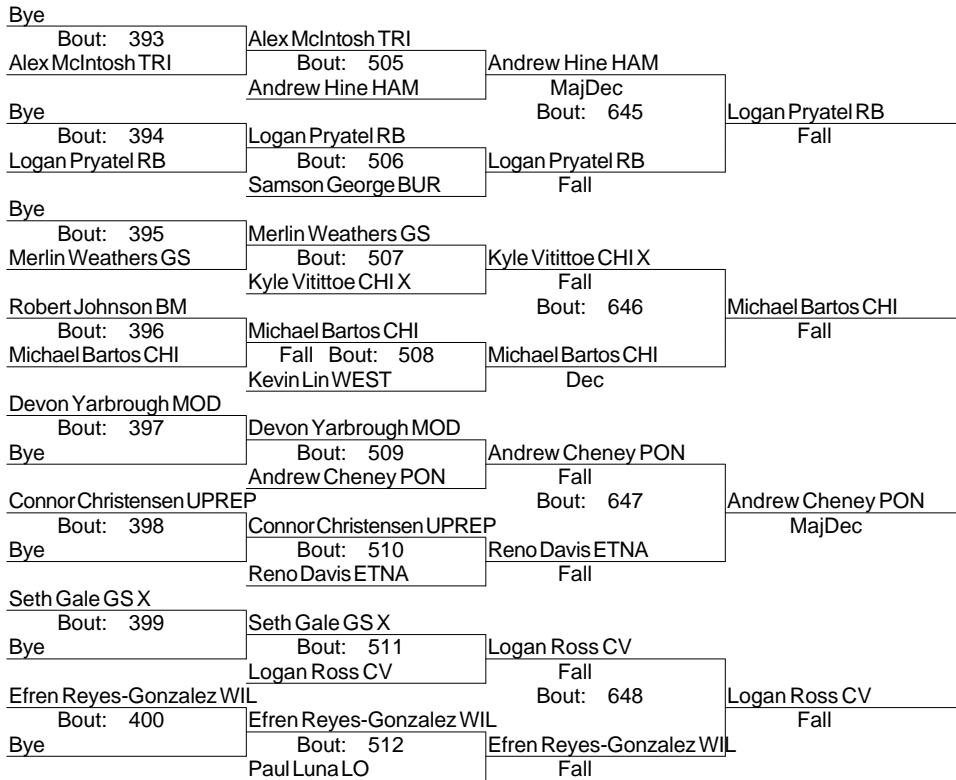 Bye
Bout: 393
Alex McIntosh TRI
Alex McIntosh TRI
Bout: 505
Andrew Hine HAM
Andrew Hine HAM
MajDec
Bout: 645
Logan Pryatel RB
Fall
Bye
Bout: 394
Logan Pryatel RB
Logan Pryatel RB
Bout: 506
Samson George BUR
Logan Pryatel RB
Fall
Bye
Bout: 395
Merlin Weathers GS
Merlin Weathers GS
Bout: 507
Kyle Vitittoe CHI X
Kyle Vitittoe CHI X
Fall
Bout: 646
Michael Bartos CHI
Fall
Robert Johnson BM
Bout: 396
Michael Bartos CHI
Michael Bartos CHI
Fall Bout: 508
Kevin Lin WEST
Michael Bartos CHI
Dec
Devon Yarbrough MOD
Bout: 397
Bye
Devon Yarbrough MOD
Bout: 509
Andrew Cheney PON
Andrew Cheney PON
Fall
Bout: 647
Andrew Cheney PON
MajDec
Connor Christensen UPREP
Bout: 398
Bye
Connor Christensen UPREP
Bout: 510
Reno Davis ETNA
Reno Davis ETNA
Fall
Seth Gale GS X
Bout: 399
Bye
Seth Gale GS X
Bout: 511
Logan Ross CV
Logan Ross CV
Fall
Bout: 648
Logan Ross CV
Fall
Efren Reyes-Gonzalez WIL
Bout: 400
Bye
Efren Reyes-Gonzalez WIL
Bout: 512
Paul Luna LO
Efren Reyes-Gonzalez WIL
Fall